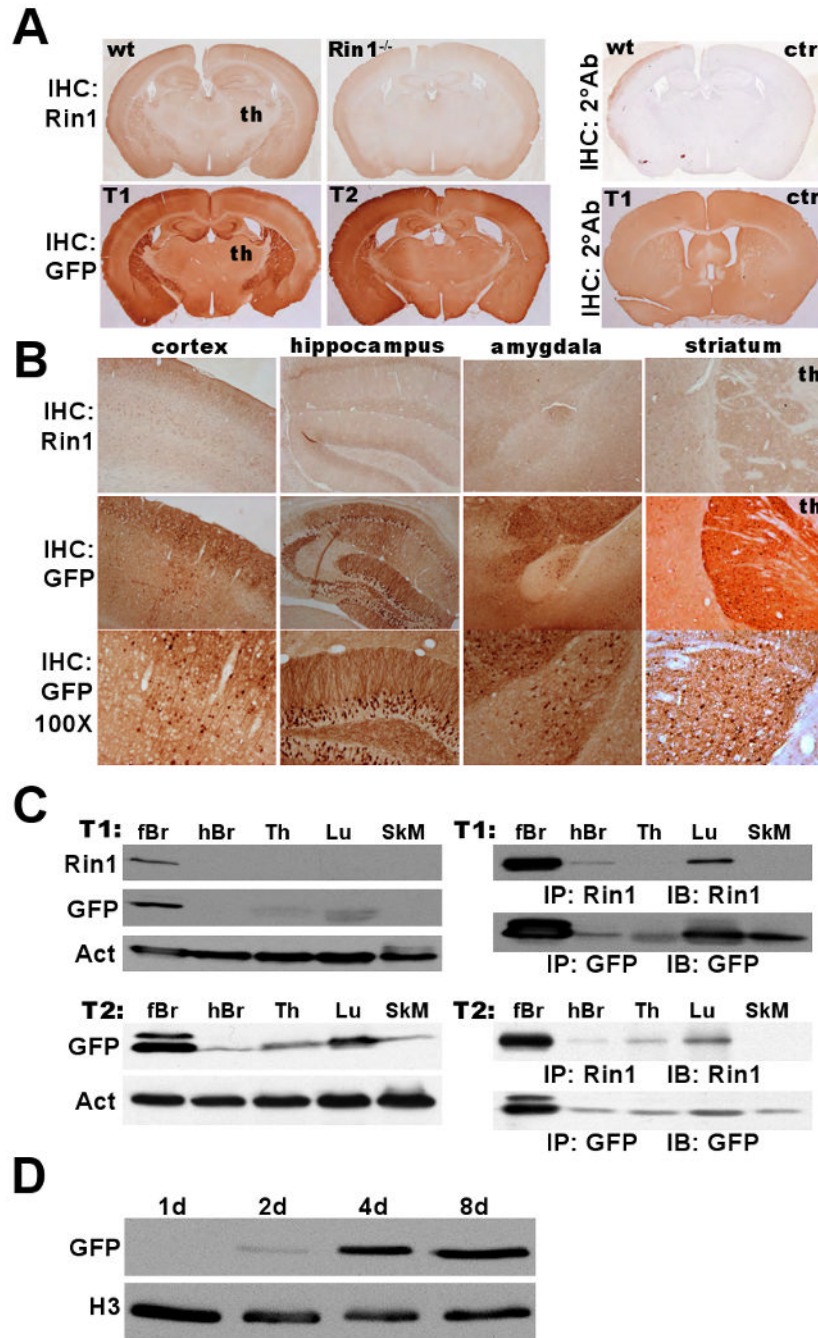 A
wt
Rin1-/-
wt
ctr
IHC:
Rin1
th
IHC: 2°Ab
T1
T2
T1
ctr
IHC:
GFP
th
IHC: 2°Ab
cortex
hippocampus
amygdala
striatum
B
IHC:
Rin1
th
IHC:
GFP
th
IHC:
GFP
100X
C
T1: fBr hBr Th Lu SkM
Rin1
GFP
Act
T1: fBr hBr Th Lu SkM
IP: Rin1 IB: Rin1
IP: GFP IB: GFP
T2: fBr hBr Th Lu SkM
GFP
Act
T2: fBr hBr Th Lu SkM
IP: Rin1 IB: Rin1
IP: GFP IB: GFP
D
1d 2d 4d 8d
GFP
H3